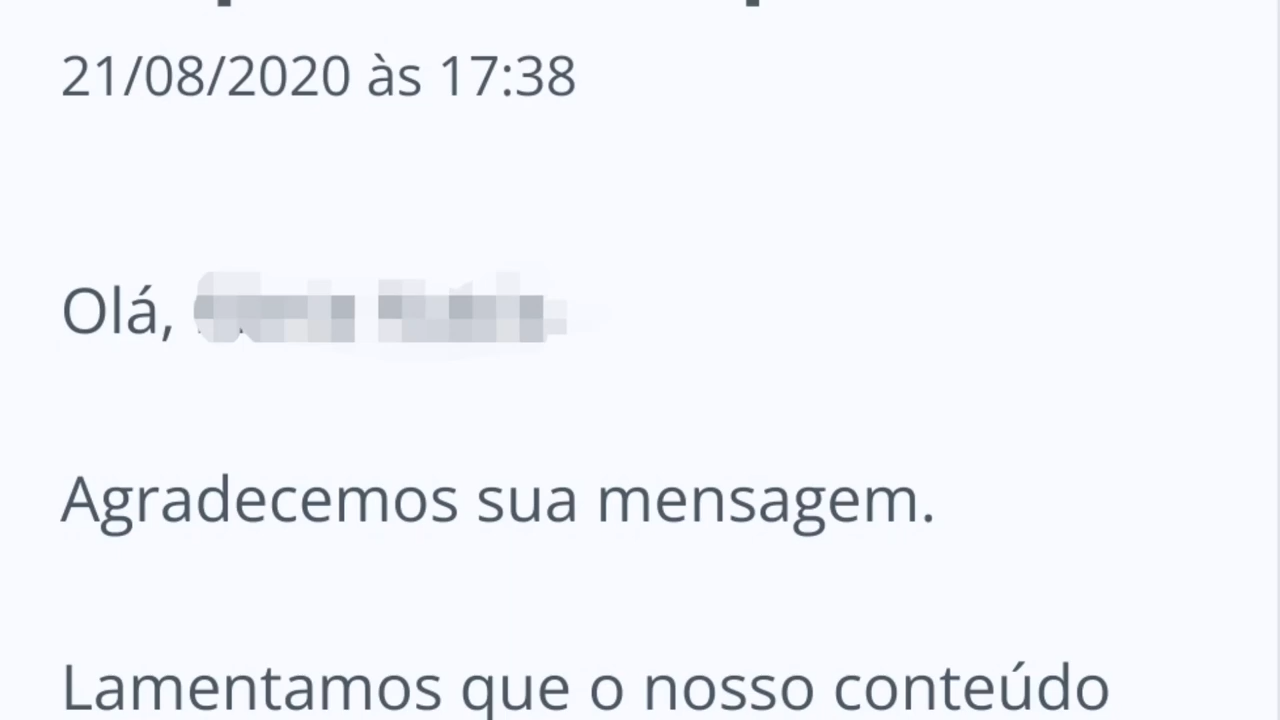 21/08/2020 às 17:38
Olá,
Agradecemos sua mensagem.
Lamentamos que o nosso conteúdo